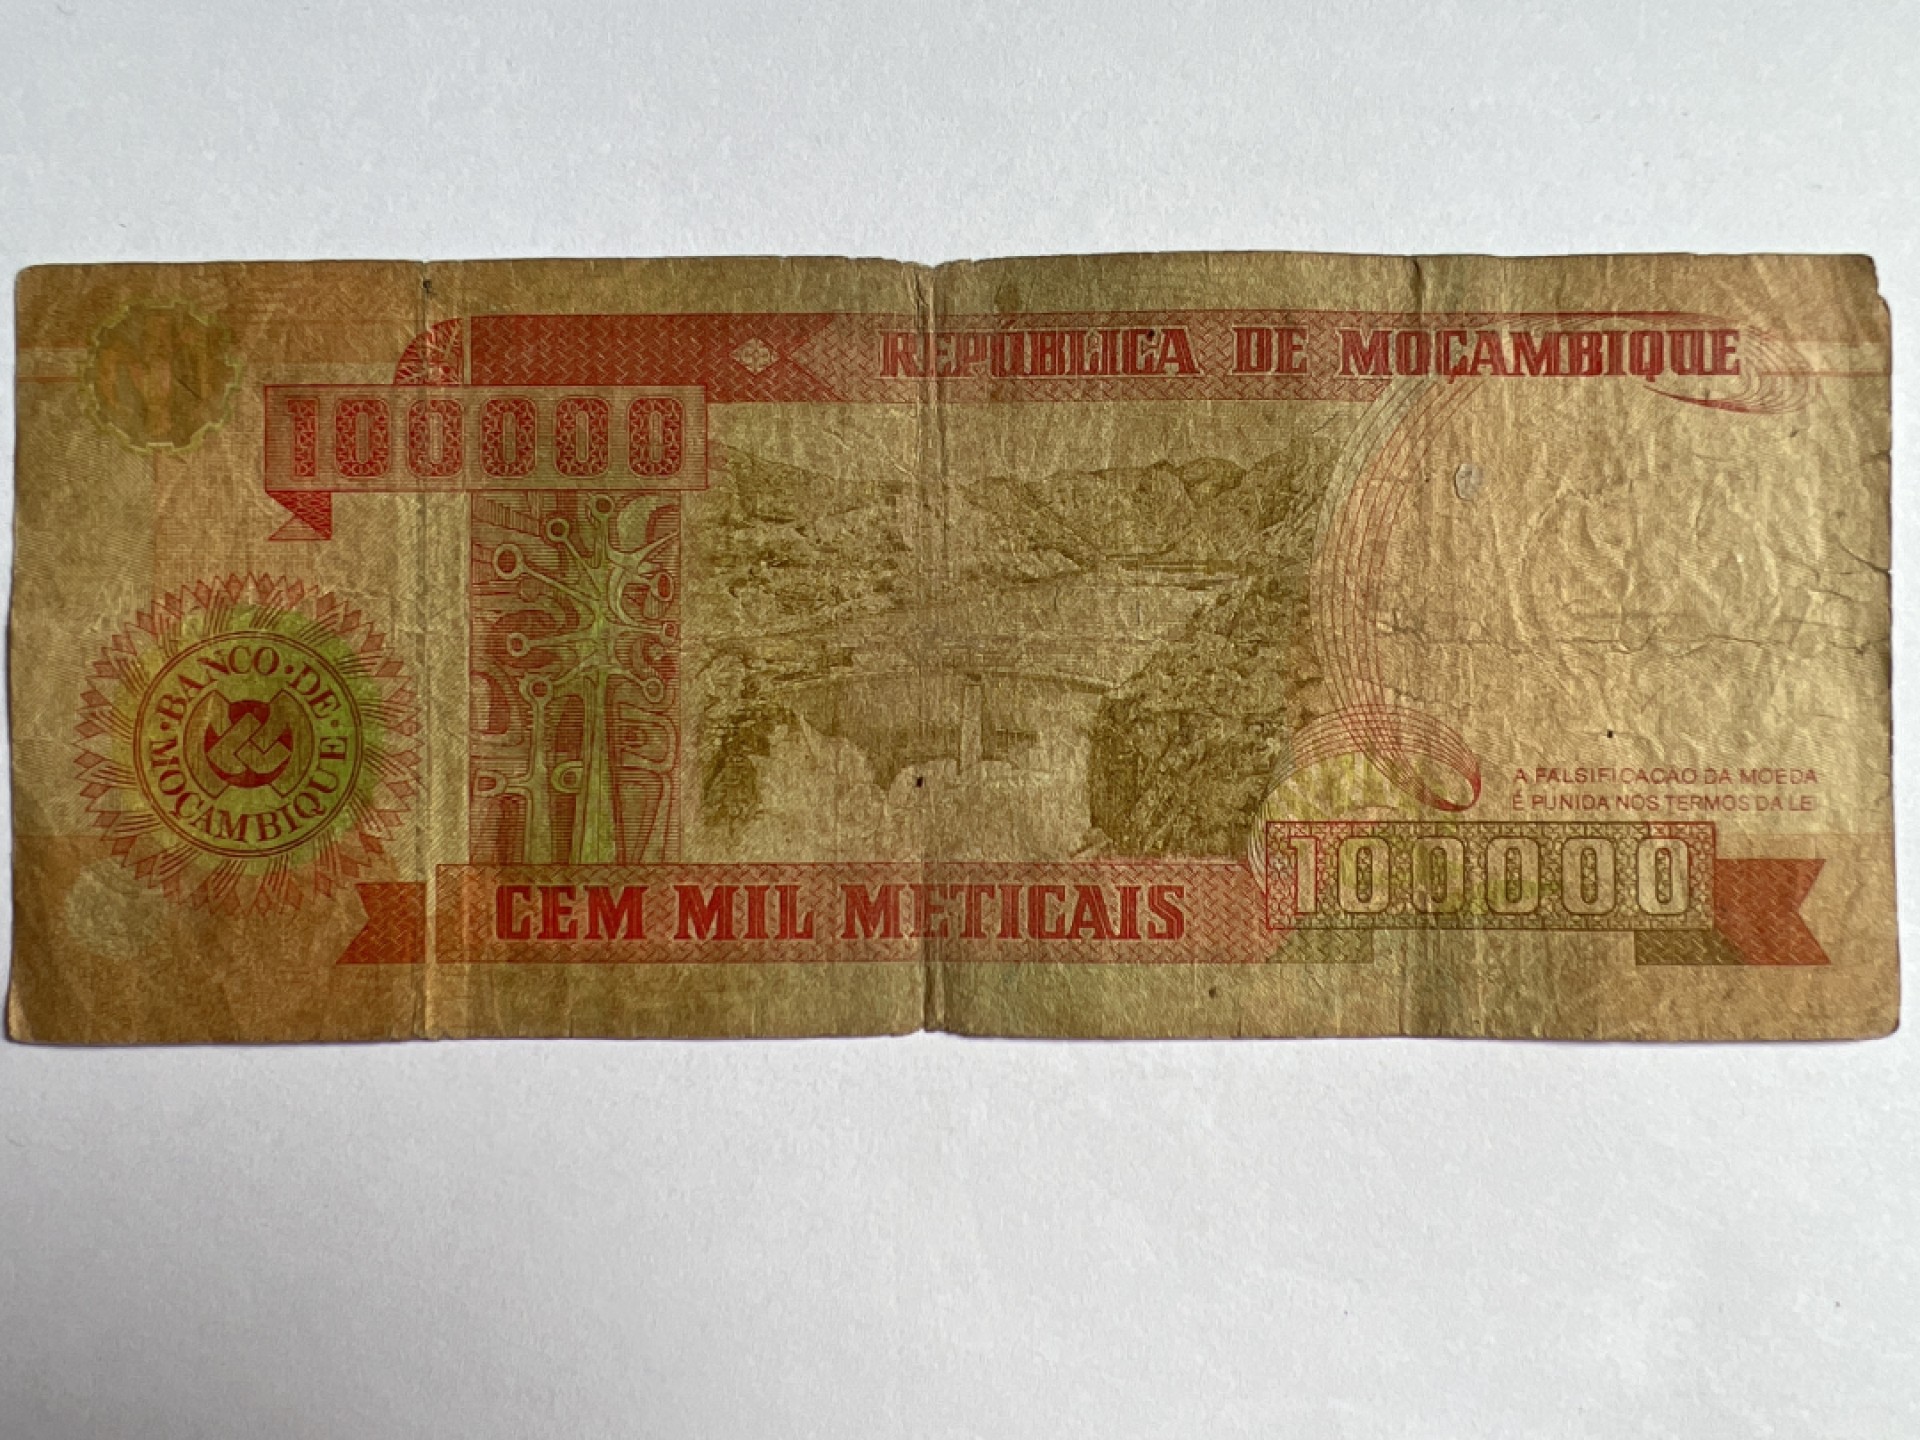 REPÚBLICA DE MOÇAMBIQUE
100000
BANCO · DE · MOÇAMBIQUE
A FALSIFICAÇÃO DA MOEDA
É PUNIDA NOS TERMOS DA LEI
100000
CEM MIL METICAIS